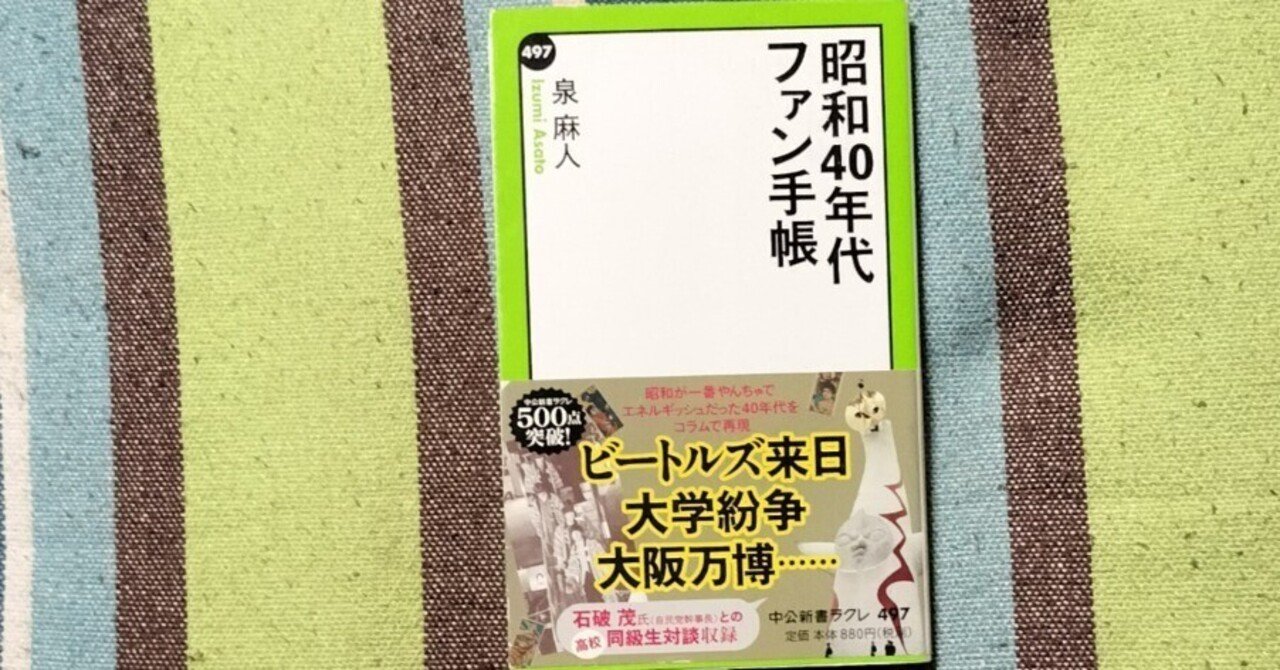 497
昭和40年代
ファン手帳
泉 麻人
Izumi Asato
中公新書ラクレ
500点
突破!
昭和が一番やんちゃで
エネルギッシュだった40年代を
コラムで再現
ビートルズ来日
大学紛争
大阪万博……
石破 茂氏(自民党幹事長)との
高校 同級生対談収録
中公新書ラクレ 497
定価 本体880円(税別)